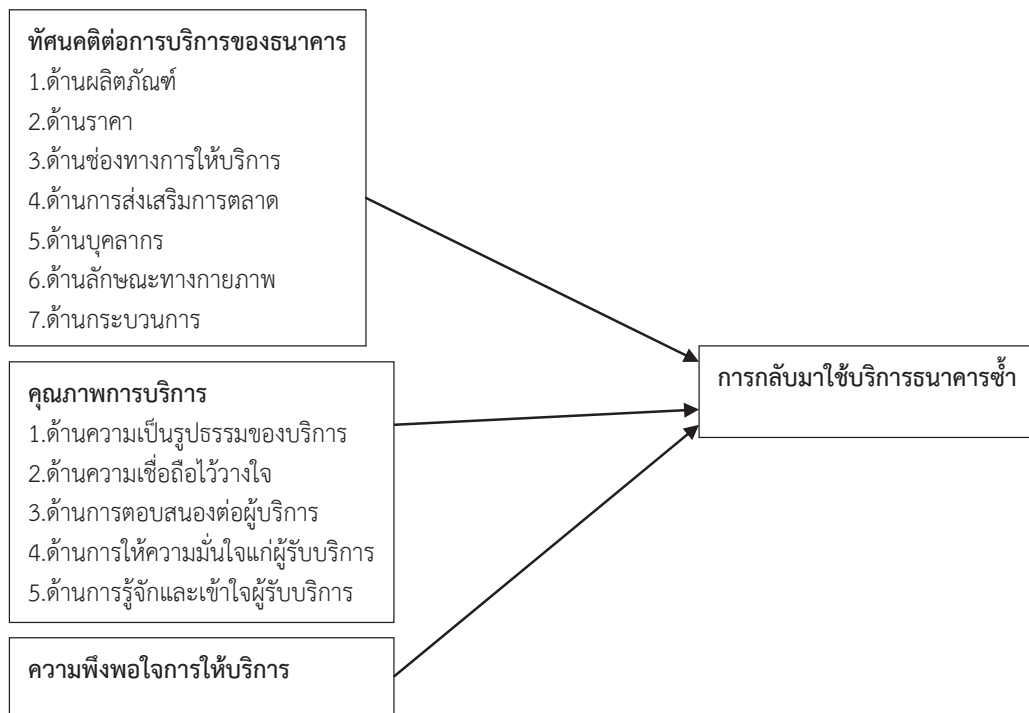 ทัศนคติต่อการบริการของธนาคาร
1.ด้านผลิตภัณฑ์
2.ด้านราคา
3.ด้านช่องทางการให้บริการ
4.ด้านการส่งเสริมการตลาด
5.ด้านบุคลากร
6.ด้านลักษณะทางกายภาพ
7.ด้านกระบวนการ
คุณภาพการบริการ
1.ด้านความเป็นรูปธรรมของบริการ
2.ด้านความเชื่อถือไว้วางใจ
3.ด้านการตอบสนองต่อผู้บริการ
4.ด้านการให้ความมั่นใจแก่ผู้รับบริการ
5.ด้านการรู้จักและเข้าใจผู้รับบริการ
ความพึงพอใจการให้บริการ
การกลับมาใช้บริการธนาคารซ้ำ